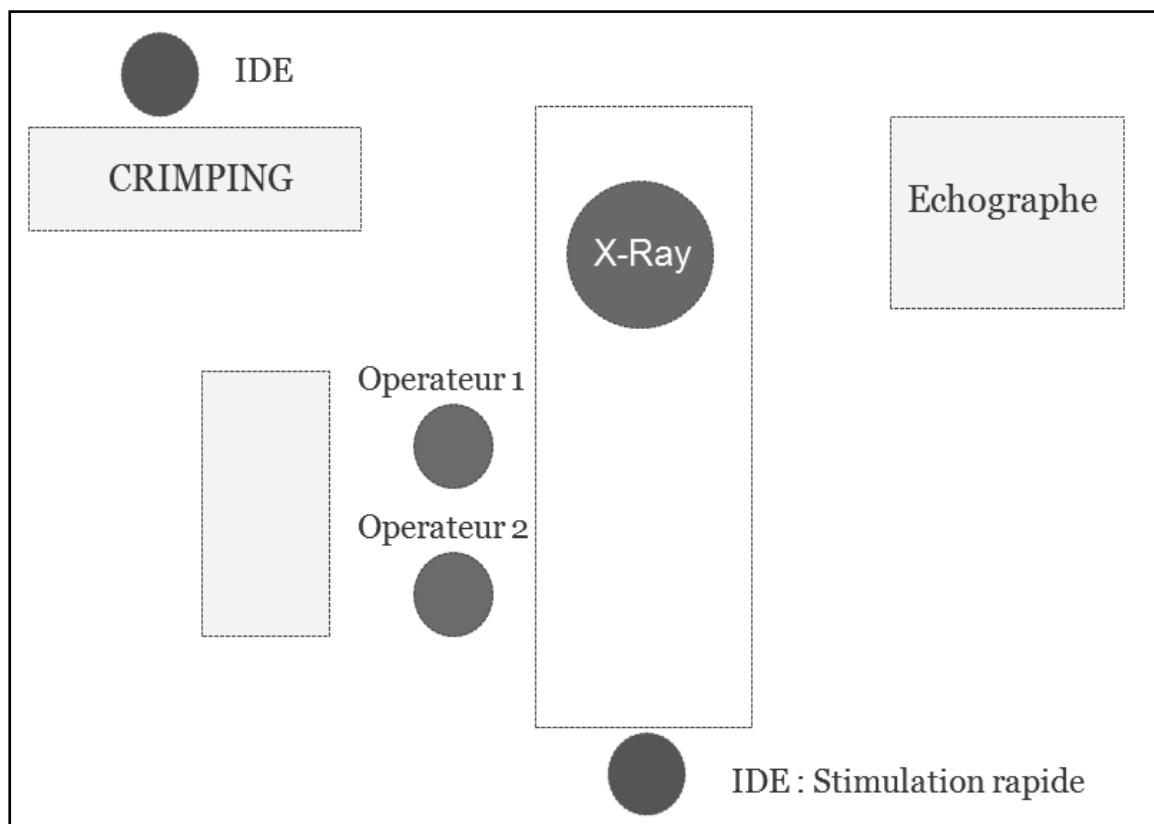 IDE
CRIMPING
Echographe
X-Ray
Operateur 1
Operateur 2
IDE : Stimulation rapide